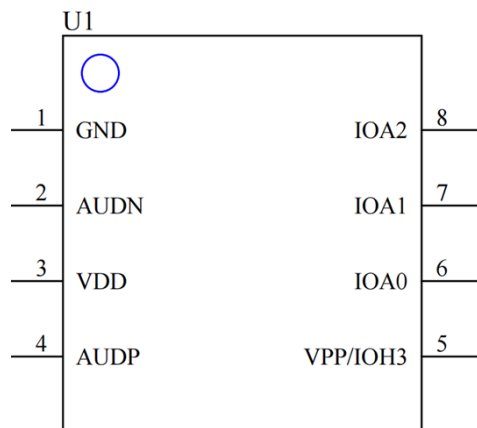 U1
1 GND IOA2 8
2 AUDN IOA1 7
3 VDD IOA0 6
4 AUDP VPP/IOH3 5